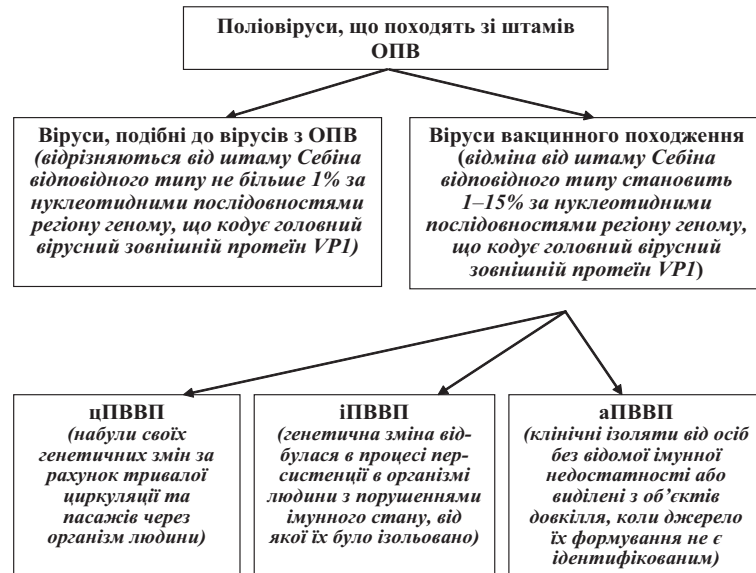 Поліовіруси, що походять зі штамів
ОПВ
Віруси, подібні до вірусів з ОПВ
(відрізняються від штаму Себіна
відповідного типу не більше 1% за
нуклеотидними послідовностями
регіону геному, що кодує головний
вірусний зовнішній протеїн VP1)
Віруси вакцинного походження
(відміна від штаму Себіна
відповідного типу становить
1–15% за нуклеотидними
послідовностями регіону геному,
що кодує головний вірусний
зовнішній протеїн VP1)
цПВВП
(набули своїх
генетичних змін за
рахунок тривалої
циркуляції та
пасажів через
організм людини)
іПВВП
(генетична зміна від-
булася в процесі пер-
систенції в організмі
людини з порушеннями
імунного стану, від
якої їх було ізольовано)
аПВВП
(клінічні ізоляти від осіб
без відомої імунної
недостатності або
виділені з об’єктів
довкілля, коли джерело
їх формування не є
ідентифікованим)